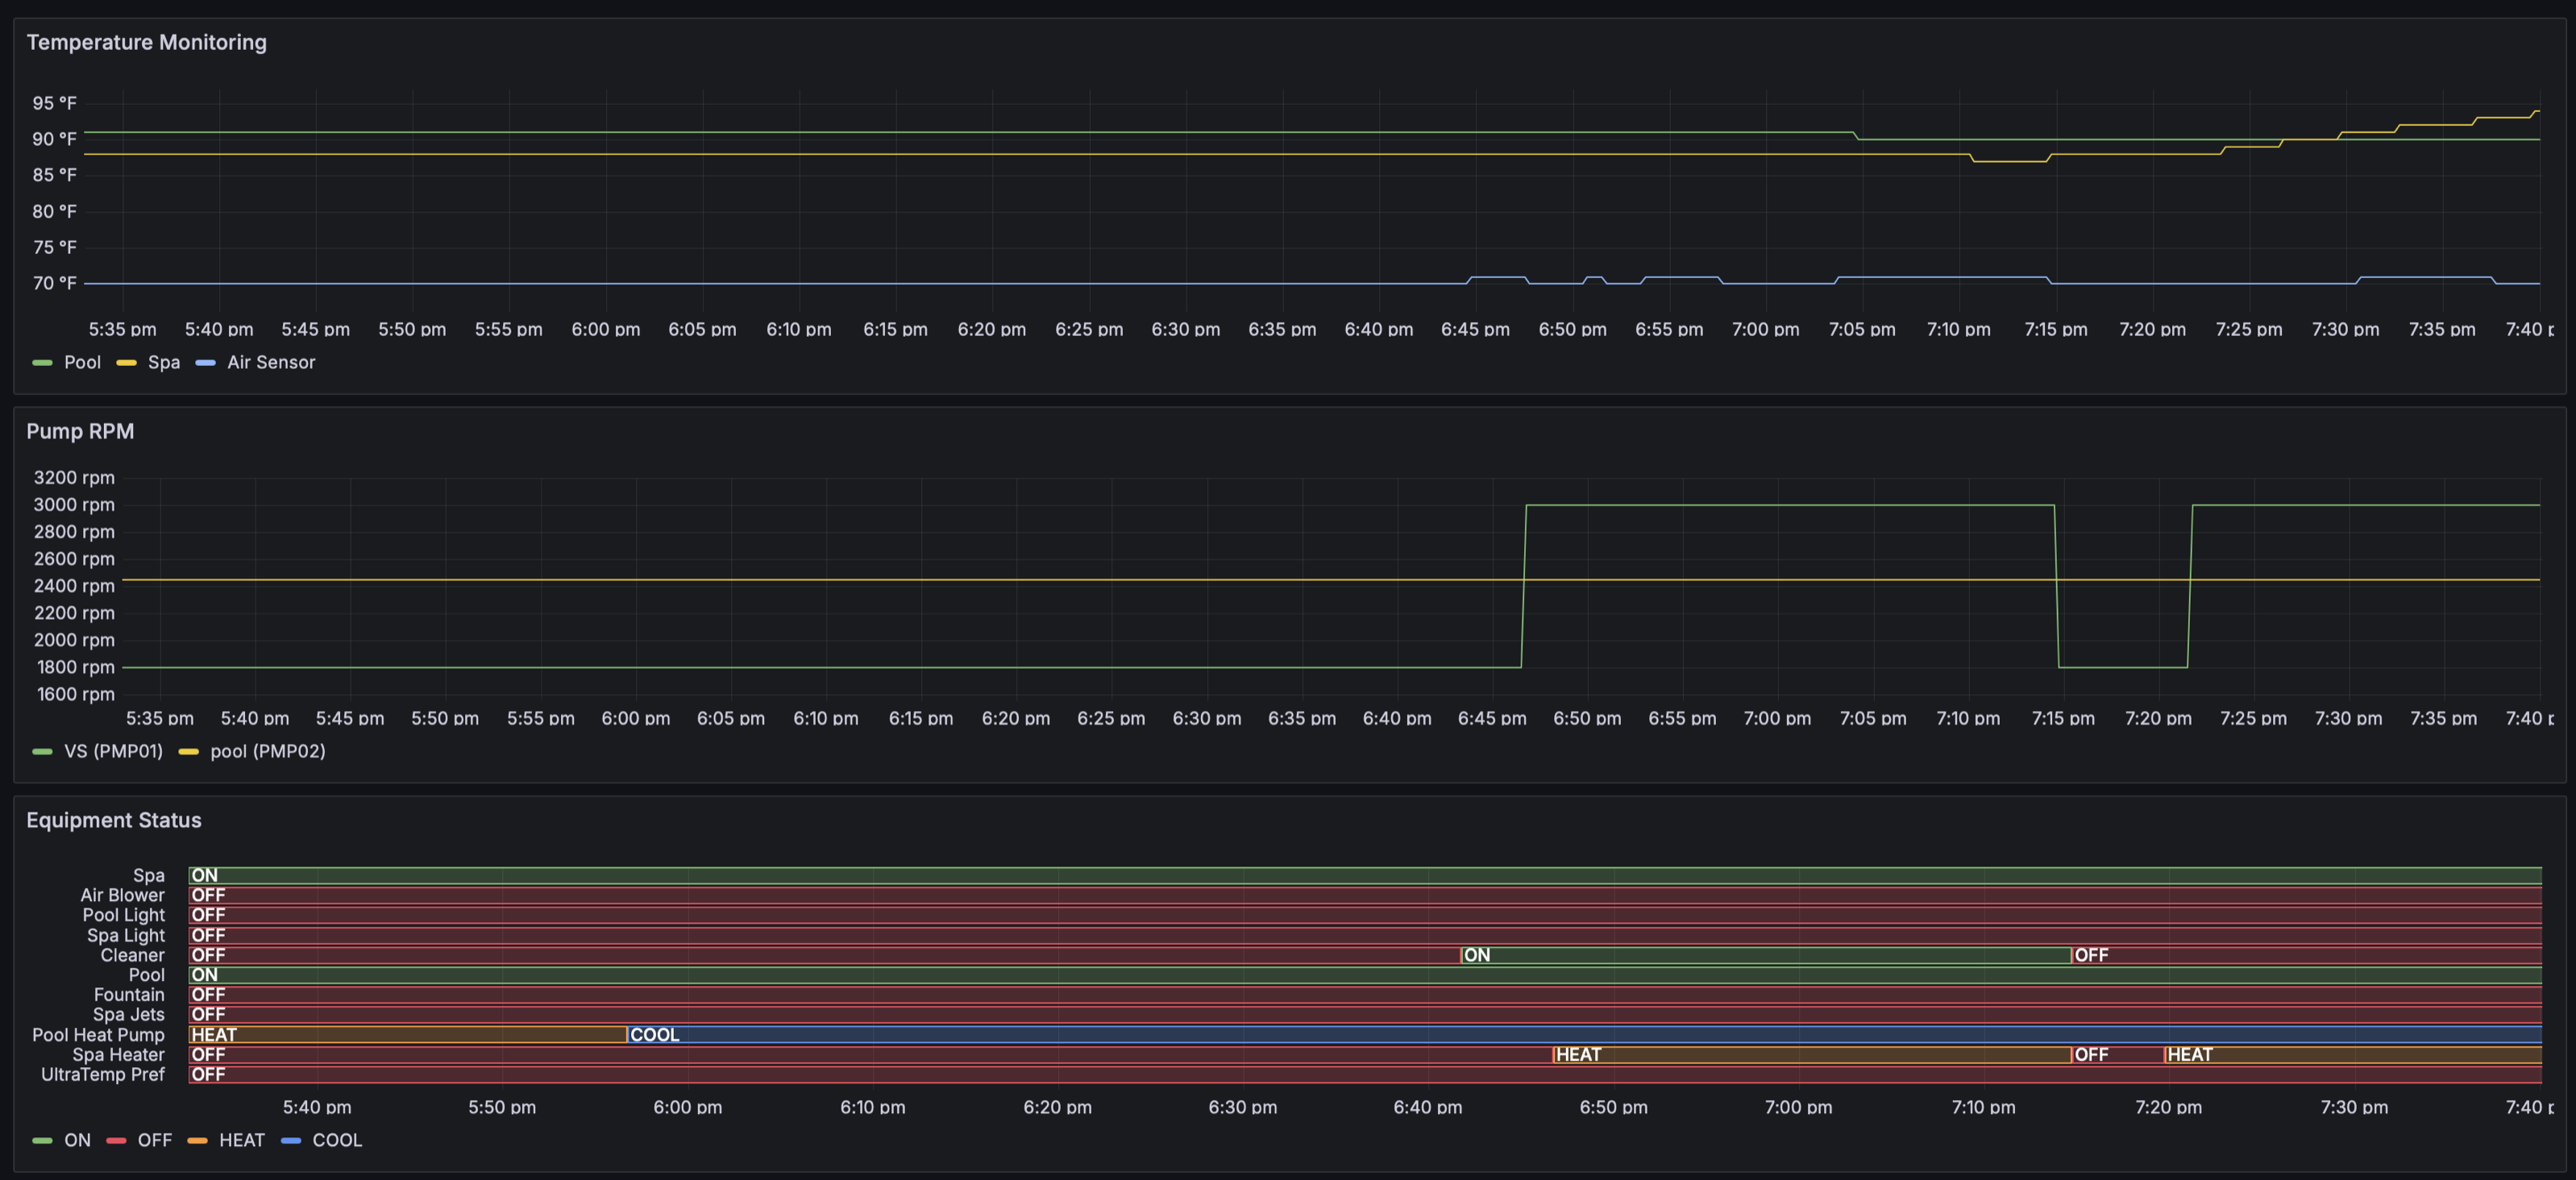 Temperature Monitoring
95 °F
90 °F
85 °F
80 °F
75 °F
70 °F
5:35 pm 5:40 pm 5:45 pm 5:50 pm 5:55 pm 6:00 pm 6:05 pm 6:10 pm 6:15 pm 6:20 pm 6:25 pm 6:30 pm 6:35 pm 6:40 pm 6:45 pm 6:50 pm 6:55 pm 7:00 pm 7:05 pm 7:10 pm 7:15 pm 7:20 pm 7:25 pm 7:30 pm 7:35 pm 7:40 p
Pool Spa Air Sensor
Pump RPM
3200 rpm
3000 rpm
2800 rpm
2600 rpm
2400 rpm
2200 rpm
2000 rpm
1800 rpm
1600 rpm
5:35 pm 5:40 pm 5:45 pm 5:50 pm 5:55 pm 6:00 pm 6:05 pm 6:10 pm 6:15 pm 6:20 pm 6:25 pm 6:30 pm 6:35 pm 6:40 pm 6:45 pm 6:50 pm 6:55 pm 7:00 pm 7:05 pm 7:10 pm 7:15 pm 7:20 pm 7:25 pm 7:30 pm 7:35 pm 7:40 p
VS (PMP01) pool (PMP02)
Equipment Status
Spa ON
Air Blower OFF
Pool Light OFF
Spa Light OFF
Cleaner OFF ON OFF
Pool ON
Fountain OFF
Spa Jets OFF
Pool Heat Pump HEAT COOL
Spa Heater OFF HEAT OFF HEAT
UltraTemp Pref OFF
5:40 pm 5:50 pm 6:00 pm 6:10 pm 6:20 pm 6:30 pm 6:40 pm 6:50 pm 7:00 pm 7:10 pm 7:20 pm 7:30 pm 7:40 p
ON OFF HEAT COOL